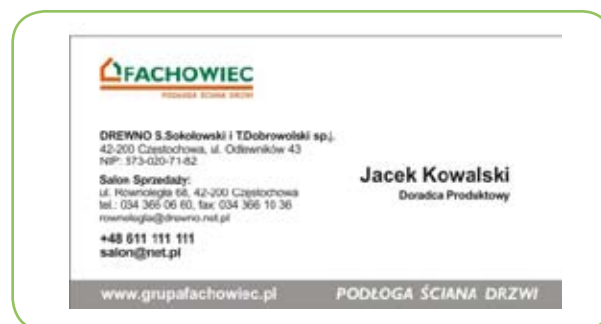 FACHOWIEC
PODŁOGA ŚCIANA DRZWI
DREWNO S.Sokołowski i T.Dobrowolski sp.j.
42-200 Częstochowa, ul. Odlewników 43
NIP: 573-020-71-82
Salon Sprzedaży:
ul. Równoległa 68, 42-200 Częstochowa
tel.: 034 366 06 60, fax: 034 366 10 36
rownolegla@drewno.net.pl
+48 611 111 111
salon@net.pl
Jacek Kowalski
Doradca Produktowy
www.grupafachowiec.pl
PODŁOGA ŚCIANA DRZWI